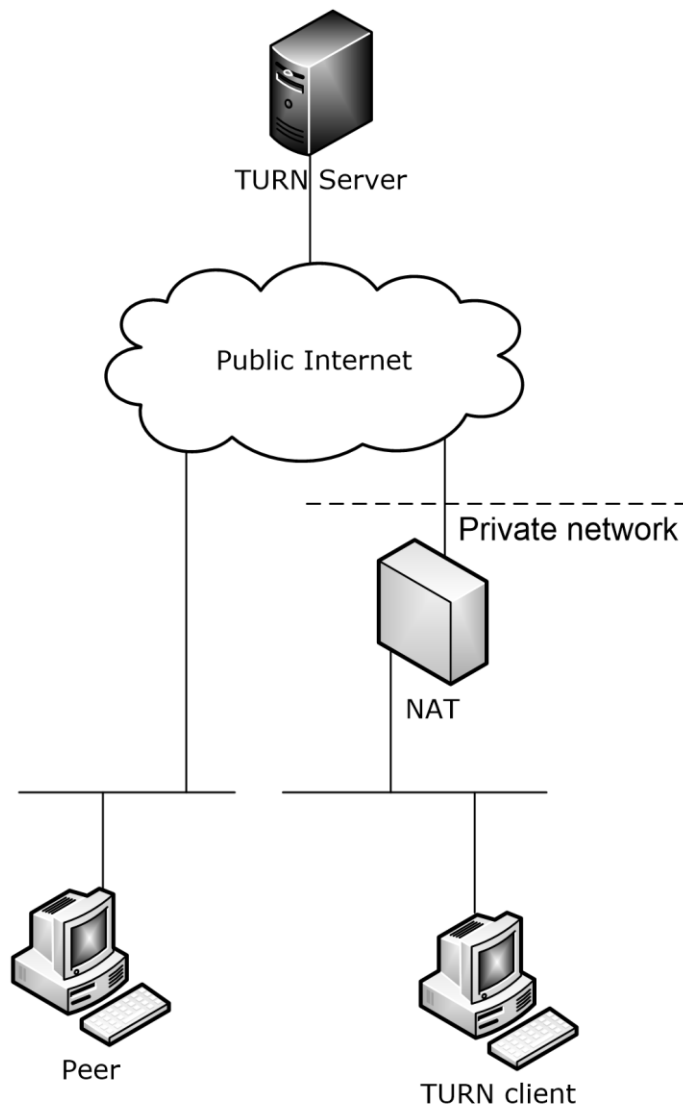 TURN Server
Public Internet
Private network
NAT
Peer
TURN client